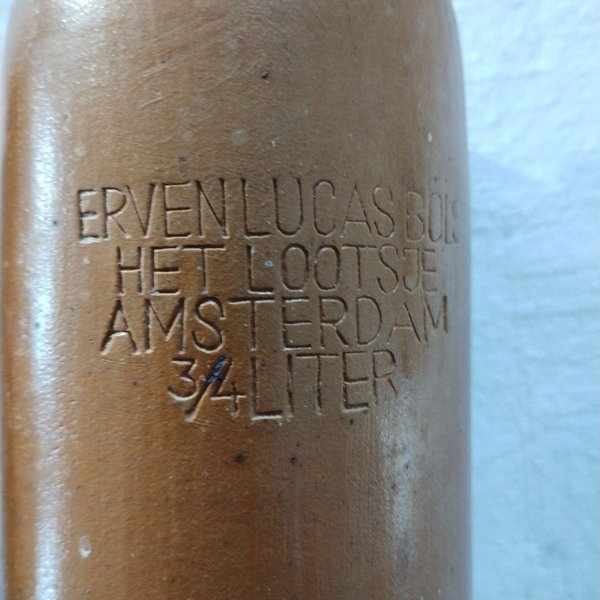 ERVEN LUCAS BOLS
HET LOOTSJE
AMSTERDAM
3/4 LITER